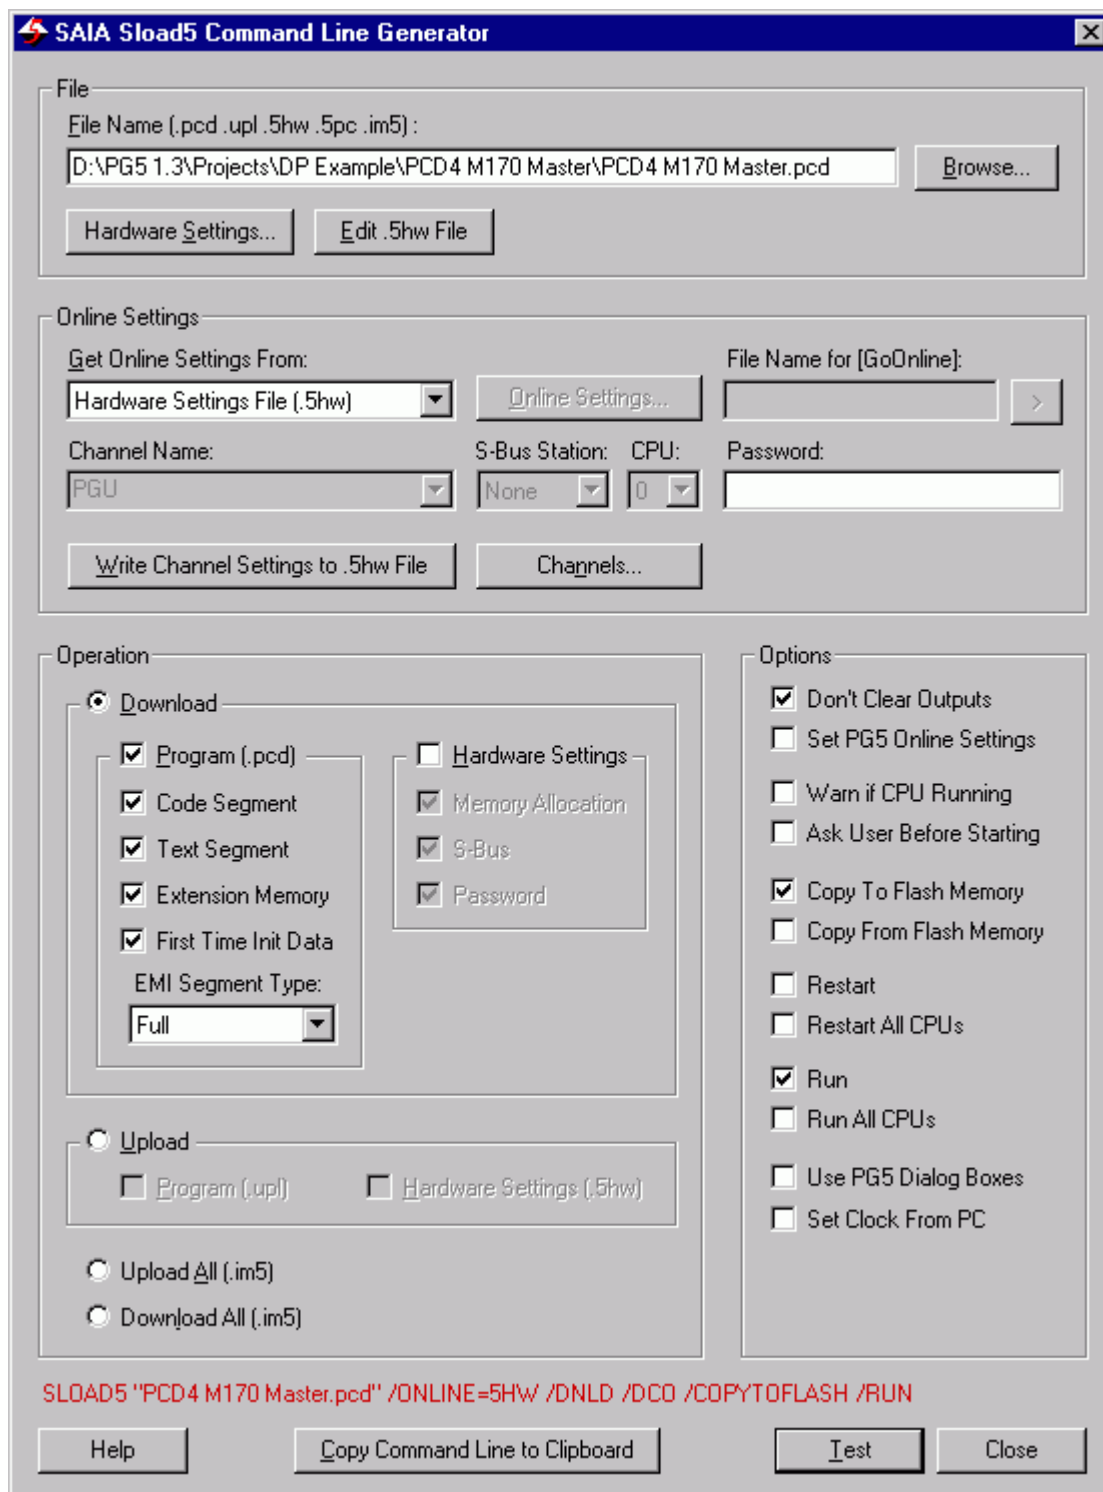 SAIA Sload5 Command Line Generator
File
File Name (.pcd .upl .5hw .5pc .im5) :
D:\PG5 1.3\Projects\DP Example\PCD4 M170 Master\PCD4 M170 Master.pcd
Browse...
Hardware Settings...
Edit .5hw File
Online Settings
Get Online Settings From:
File Name for [GoOnline]:
Hardware Settings File (.5hw)
Online Settings...
>
Channel Name:
S-Bus Station:
CPU:
Password:
PGU
None
0
Write Channel Settings to .5hw File
Channels...
Operation
Download
Program (.pcd)
Code Segment
Text Segment
Extension Memory
First Time Init Data
EMI Segment Type:
Full
Hardware Settings
Memory Allocation
S-Bus
Password
Upload
Program (.upl)
Hardware Settings (.5hw)
Upload All (.im5)
Download All (.im5)
Options
Don't Clear Outputs
Set PG5 Online Settings
Warn if CPU Running
Ask User Before Starting
Copy To Flash Memory
Copy From Flash Memory
Restart
Restart All CPUs
Run
Run All CPUs
Use PG5 Dialog Boxes
Set Clock From PC
SLOAD5 "PCD4 M170 Master.pcd" /ONLINE=5HW /DNLD /DCO /COPYTOFLASH /RUN
Help
Copy Command Line to Clipboard
Test
Close